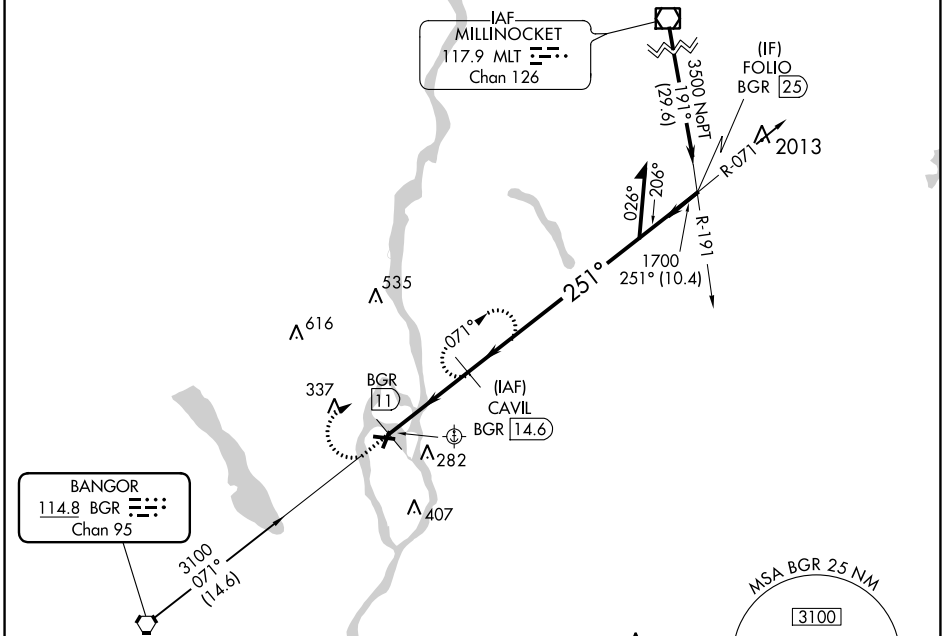 IAF
MILLINOCKET
117.9 MLT
Chan 126
(IF)
FOLIO
BGR 25
3500 NoPT
191°
(29.6)
R-071
2013
026°
206°
R-191
1700
251° (10.4)
251°
535
616
071°
337
BGR
11
(IAF)
CAVIL
BGR 14.6
282
407
BANGOR
114.8 BGR
Chan 95
3100
071°
(14.6)
MSA BGR 25 NM
3100